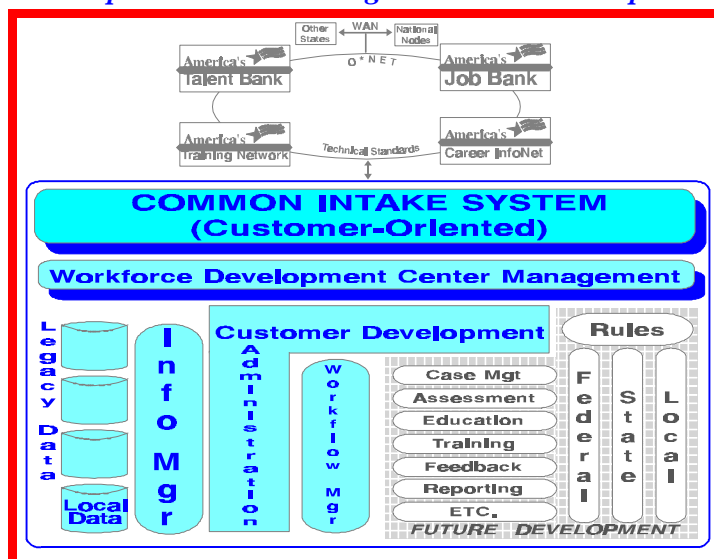 Other
States
WAN
National
Nodes
O*NET
America's
Talent Bank
America's
Job Bank
America's
Training Network
Technical Standards
America's
Career InfoNet
COMMON INTAKE SYSTEM
(Customer-Oriented)
Workforce Development Center Management
Legacy Data
Local
Data
Info Mgr
Customer Development
Administration
Workflow Mgr
Case Mgt
Assessment
Education
Training
Feedback
Reporting
ETC.
Rules
Federal
State
Local
FUTURE DEVELOPMENT